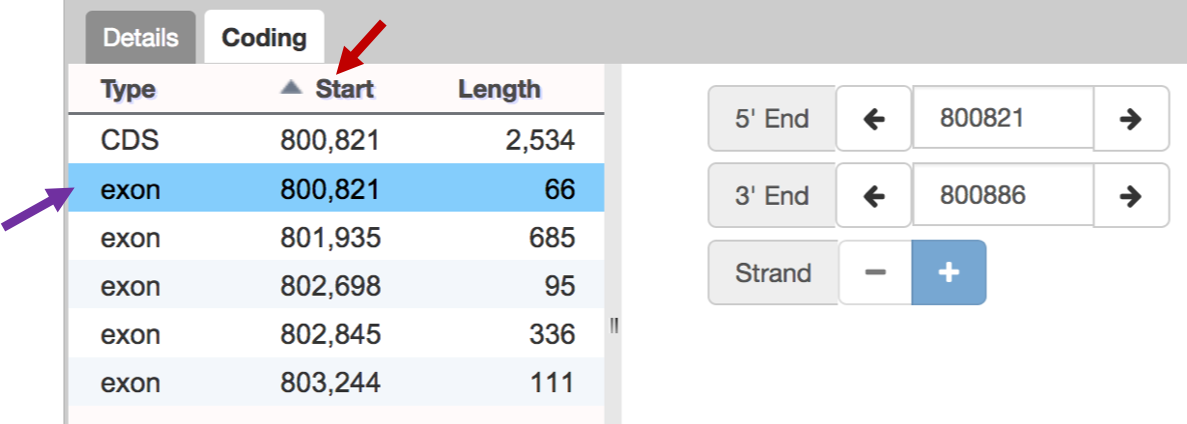 Details Coding
Type Start Length
CDS 800,821 2,534
exon 800,821 66
exon 801,935 685
exon 802,698 95
exon 802,845 336
exon 803,244 111
5' End 800821
3' End 800886
Strand − +